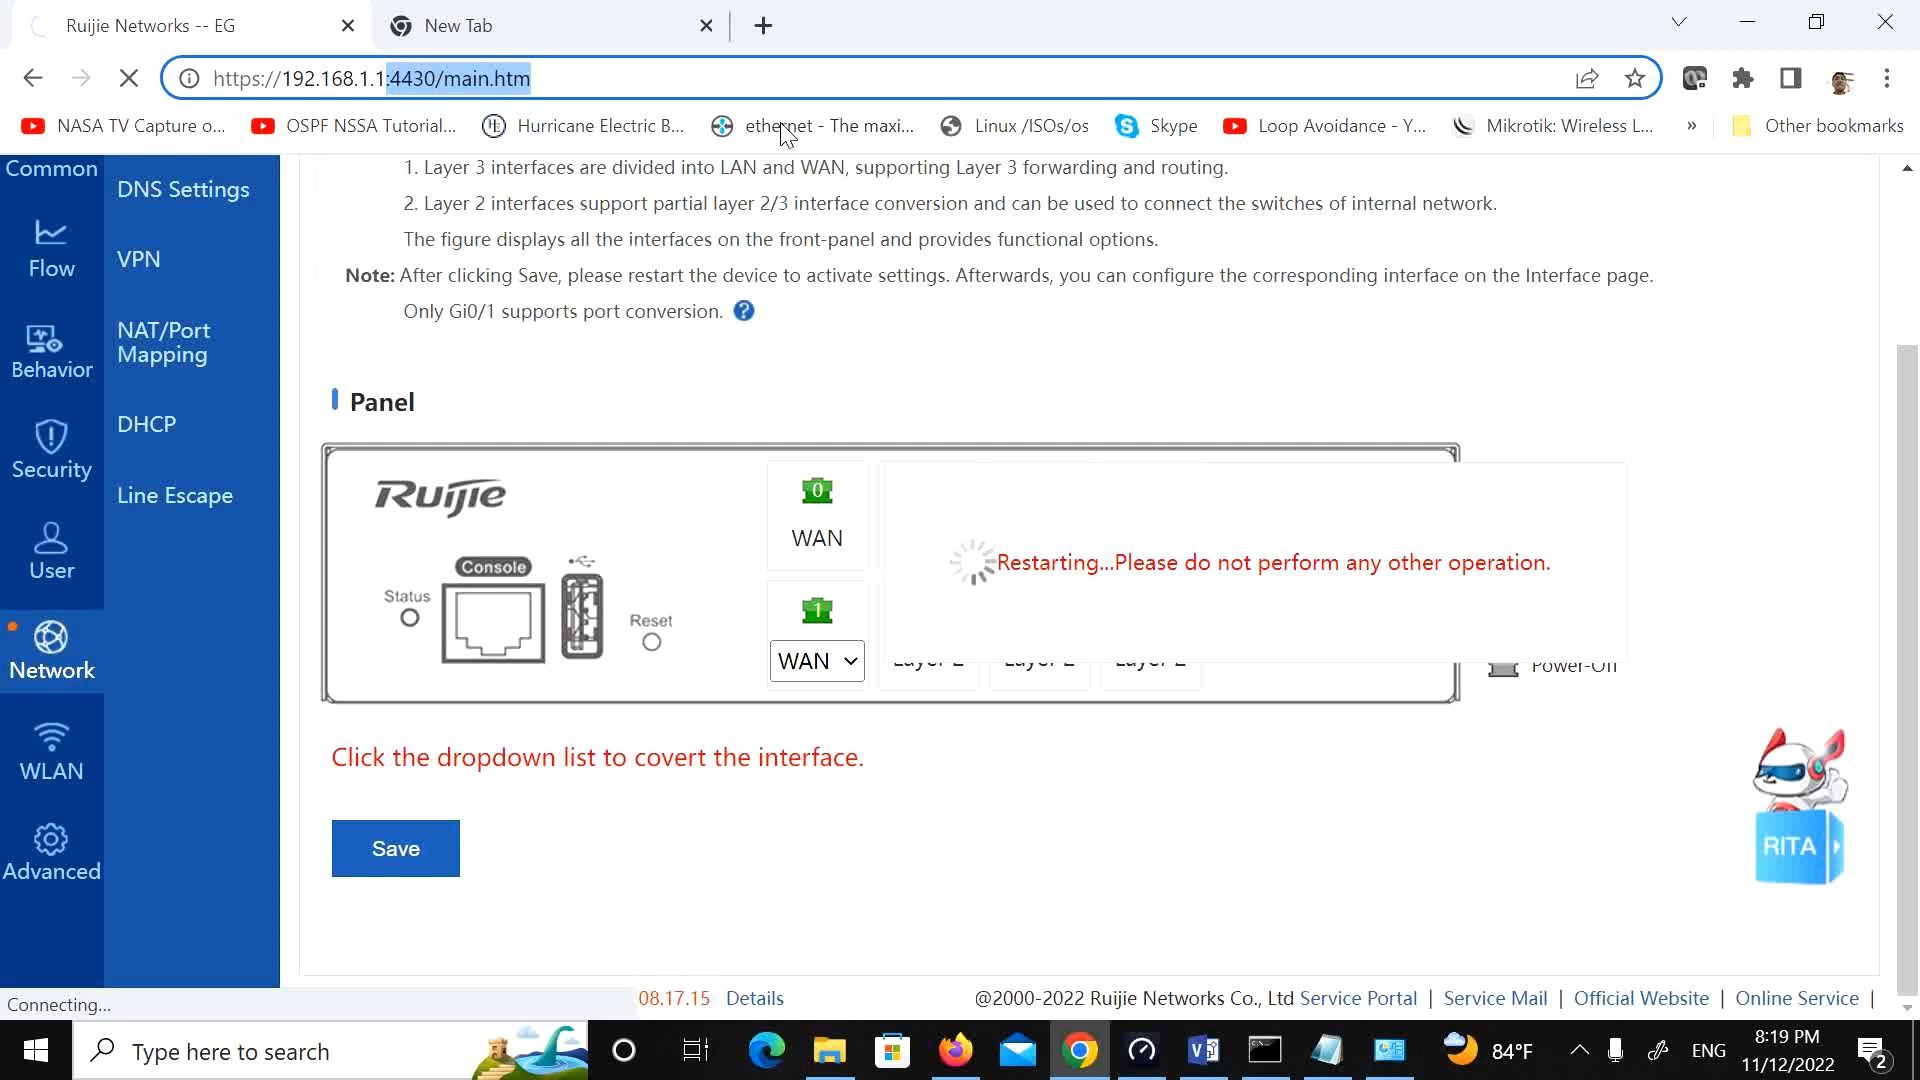 Ruijie Networks -- EG
New Tab
https://192.168.1.1:4430/main.htm
NASA TV Capture o...
OSPF NSSA Tutorial...
Hurricane Electric B...
ethernet - The maxi...
Linux /ISOs/os
Skype
Loop Avoidance - Y...
Mikrotik: Wireless L...
»
Other bookmarks
Common
Flow
Behavior
Security
User
Network
WLAN
Advanced
DNS Settings
VPN
NAT/Port
Mapping
DHCP
Line Escape
1. Layer 3 interfaces are divided into LAN and WAN, supporting Layer 3 forwarding and routing.
2. Layer 2 interfaces support partial layer 2/3 interface conversion and can be used to connect the switches of internal network.
The figure displays all the interfaces on the front-panel and provides functional options.
Note: After clicking Save, please restart the device to activate settings. Afterwards, you can configure the corresponding interface on the Interface page.
Only Gi0/1 supports port conversion. ?
Panel
Ruijie
Console
Status
Reset
0
WAN
1
WAN
Restarting...Please do not perform any other operation.
Layer 2 Layer 2 Layer 2
Power-Off
Click the dropdown list to covert the interface.
Save
RITA
Connecting...
08.17.15 Details
@2000-2022 Ruijie Networks Co., Ltd Service Portal | Service Mail | Official Website | Online Service |
Type here to search
84°F
ENG
8:19 PM
11/12/2022
2